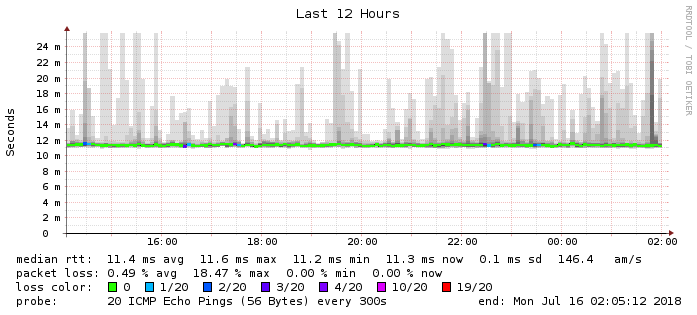 Last 12 Hours
RRDTOOL / TOBI OETIKER
Seconds
24 m
22 m
20 m
18 m
16 m
14 m
12 m
10 m
8 m
6 m
4 m
2 m
0
16:00 18:00 20:00 22:00 00:00 02:00
median rtt: 11.4 ms avg 11.6 ms max 11.2 ms min 11.3 ms now 0.1 ms sd 146.4 am/s
packet loss: 0.49 % avg 18.47 % max 0.00 % min 0.00 % now
loss color: 0 1/20 2/20 3/20 4/20 10/20 19/20
probe: 20 ICMP Echo Pings (56 Bytes) every 300s end: Mon Jul 16 02:05:12 2018